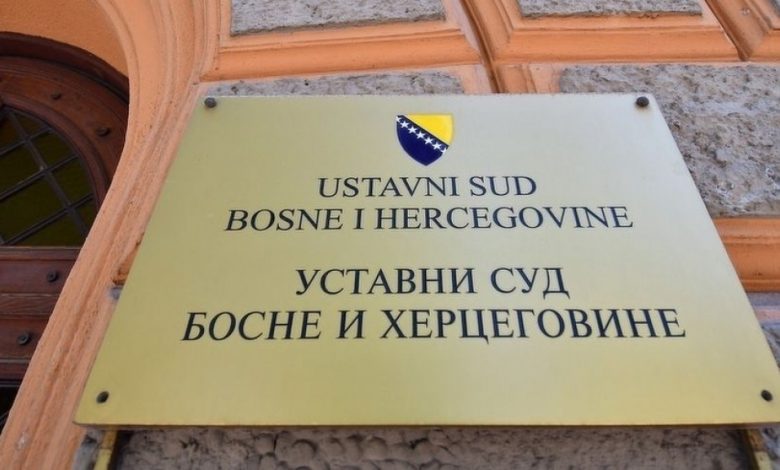 USTAVNI SUD
BOSNE I HERCEGOVINE
УСТАВНИ СУД
БОСНЕ И ХЕРЦЕГОВИНЕ